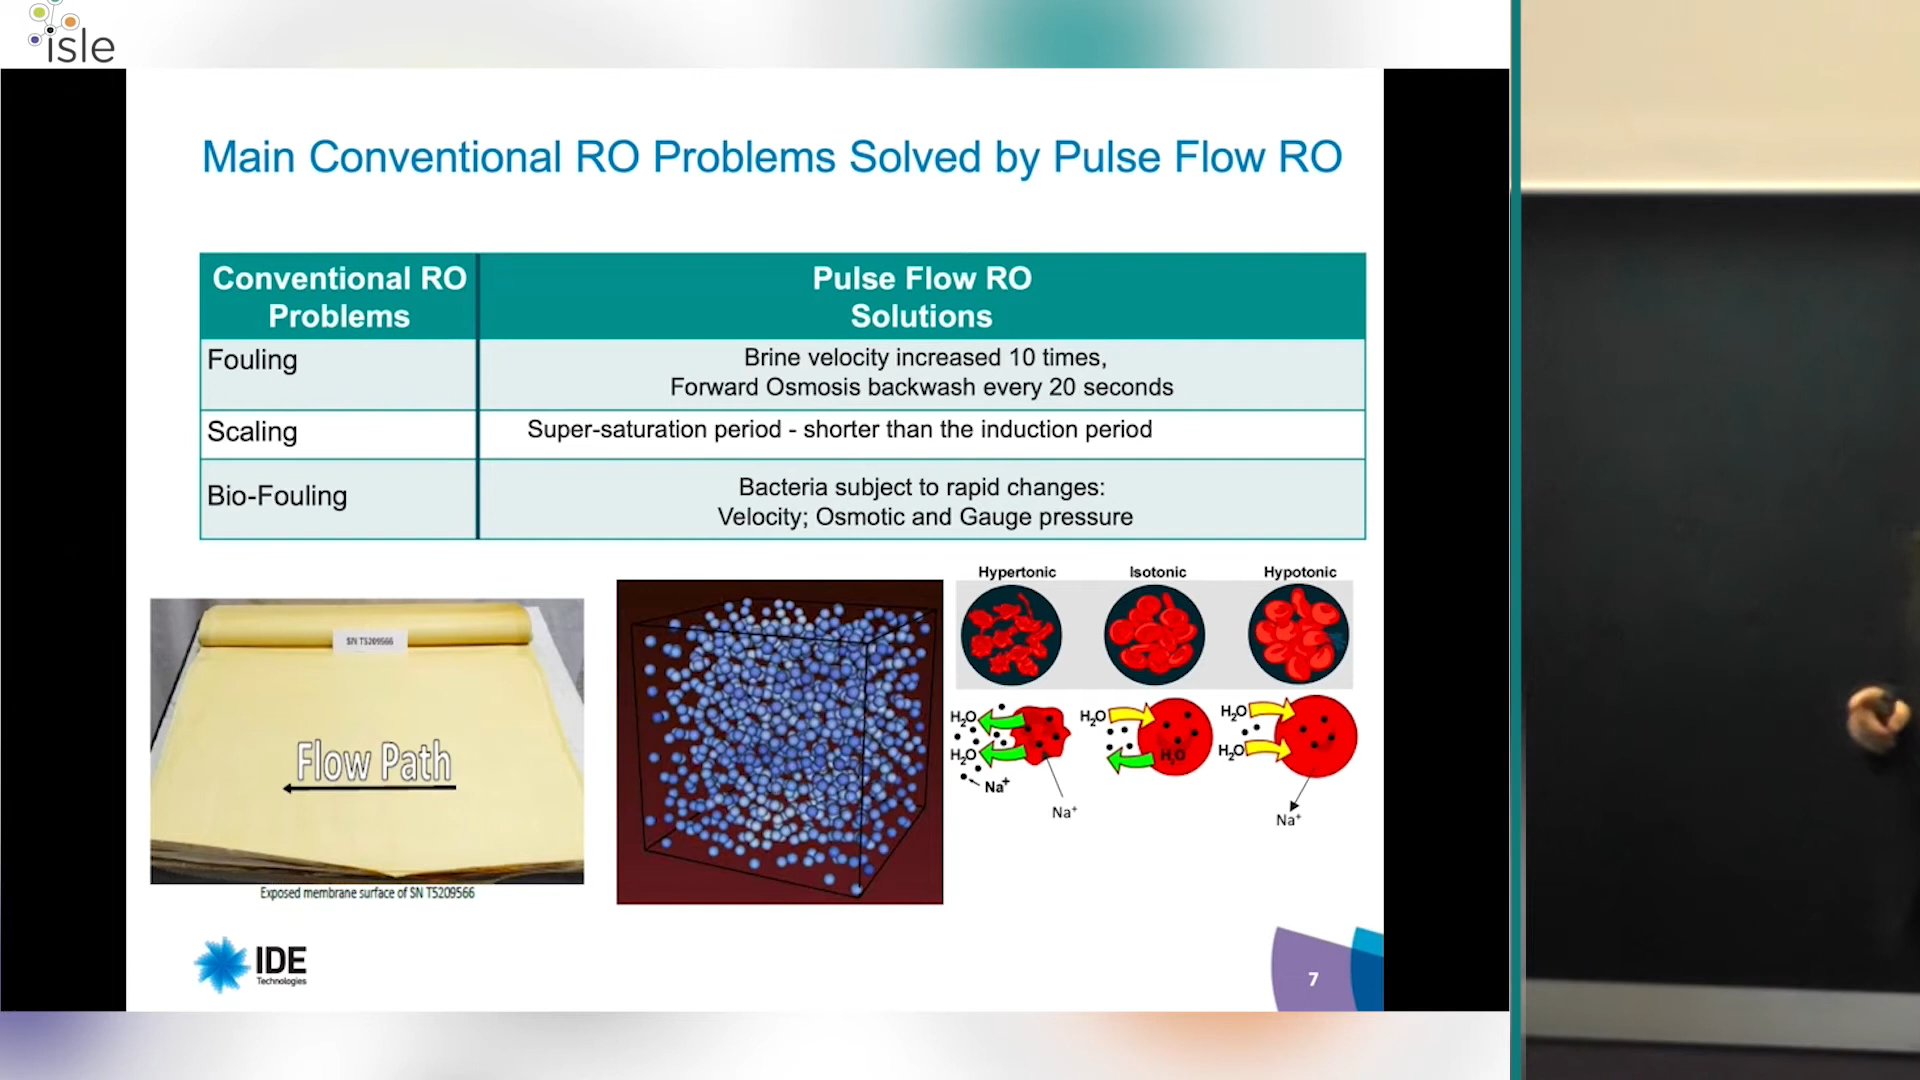 isle
Main Conventional RO Problems Solved by Pulse Flow RO
Conventional RO
Problems
Pulse Flow RO
Solutions
Fouling
Brine velocity increased 10 times,
Forward Osmosis backwash every 20 seconds
Scaling
Super-saturation period - shorter than the induction period
Bio-Fouling
Bacteria subject to rapid changes:
Velocity; Osmotic and Gauge pressure
SN T5209566
Flow Path
Exposed membrane surface of SN T5209566
Hypertonic
Isotonic
Hypotonic
H₂O
H₂O
Na⁺
Na⁺
H₂O
H₂O
H₂O
H₂O
Na⁺
IDE
Technologies
7